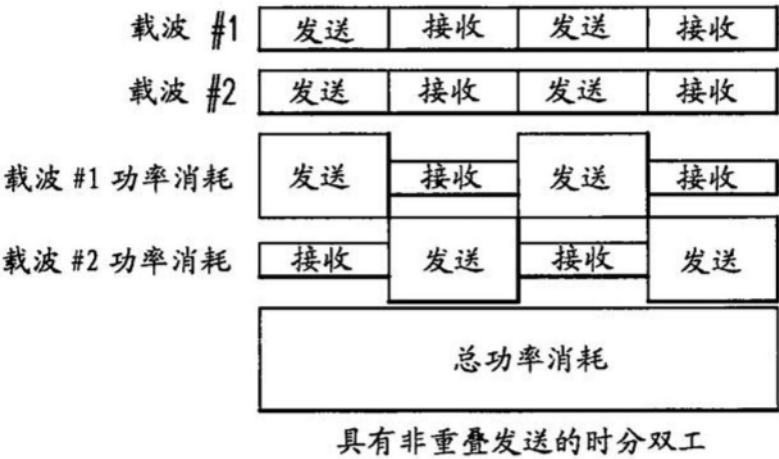 载波 #1 发送 接收 发送 接收
载波 #2 发送 接收 发送 接收
载波 #1 功率消耗 发送 接收 发送 接收
载波 #2 功率消耗 接收 发送 接收 发送
总功率消耗
具有非重叠发送的时分双工